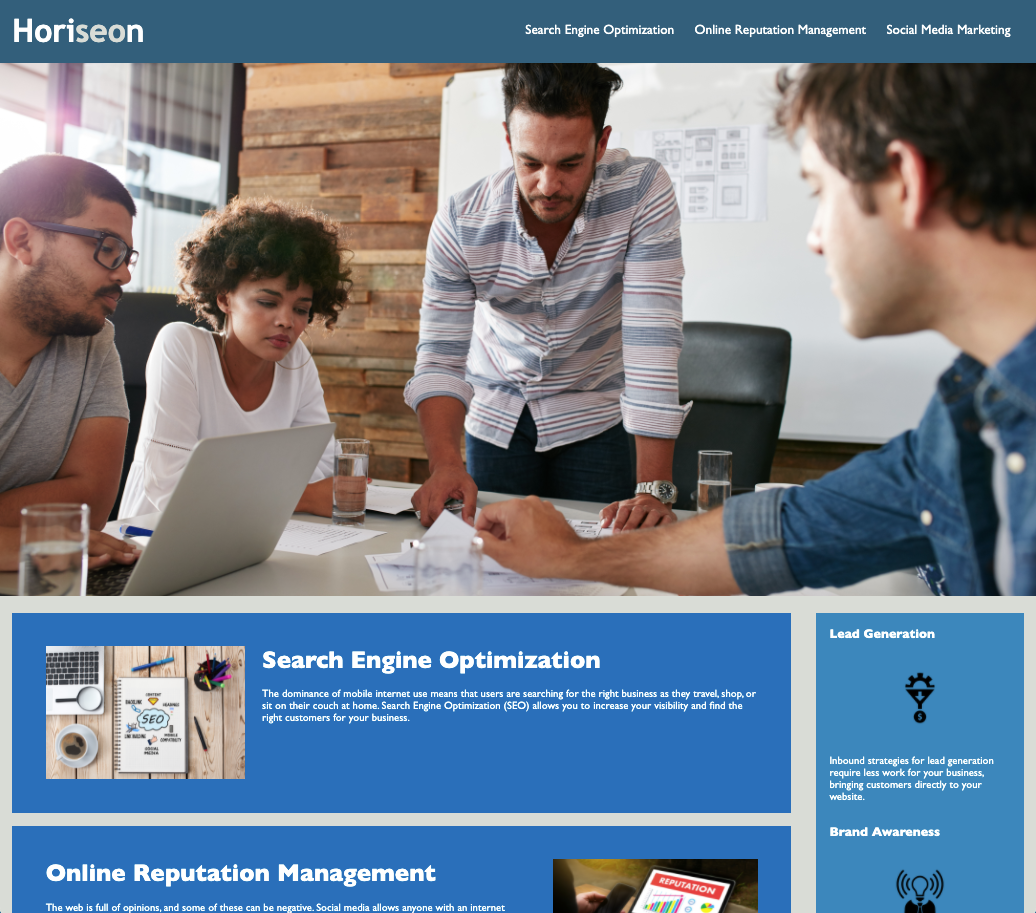 Horiseon
Search Engine Optimization
Online Reputation Management
Social Media Marketing
Search Engine Optimization
The dominance of mobile internet use means that users are searching for the right business as they travel, shop, or
sit on their couch at home. Search Engine Optimization (SEO) allows you to increase your visibility and find the
right customers for your business.
SEO
CONTENT
SOCIAL
MEDIA
Online Reputation Management
The web is full of opinions, and some of these can be negative. Social media allows anyone with an internet
REPUTATION
Lead Generation
Inbound strategies for lead generation
require less work for your business,
bringing customers directly to your
website.
Brand Awareness